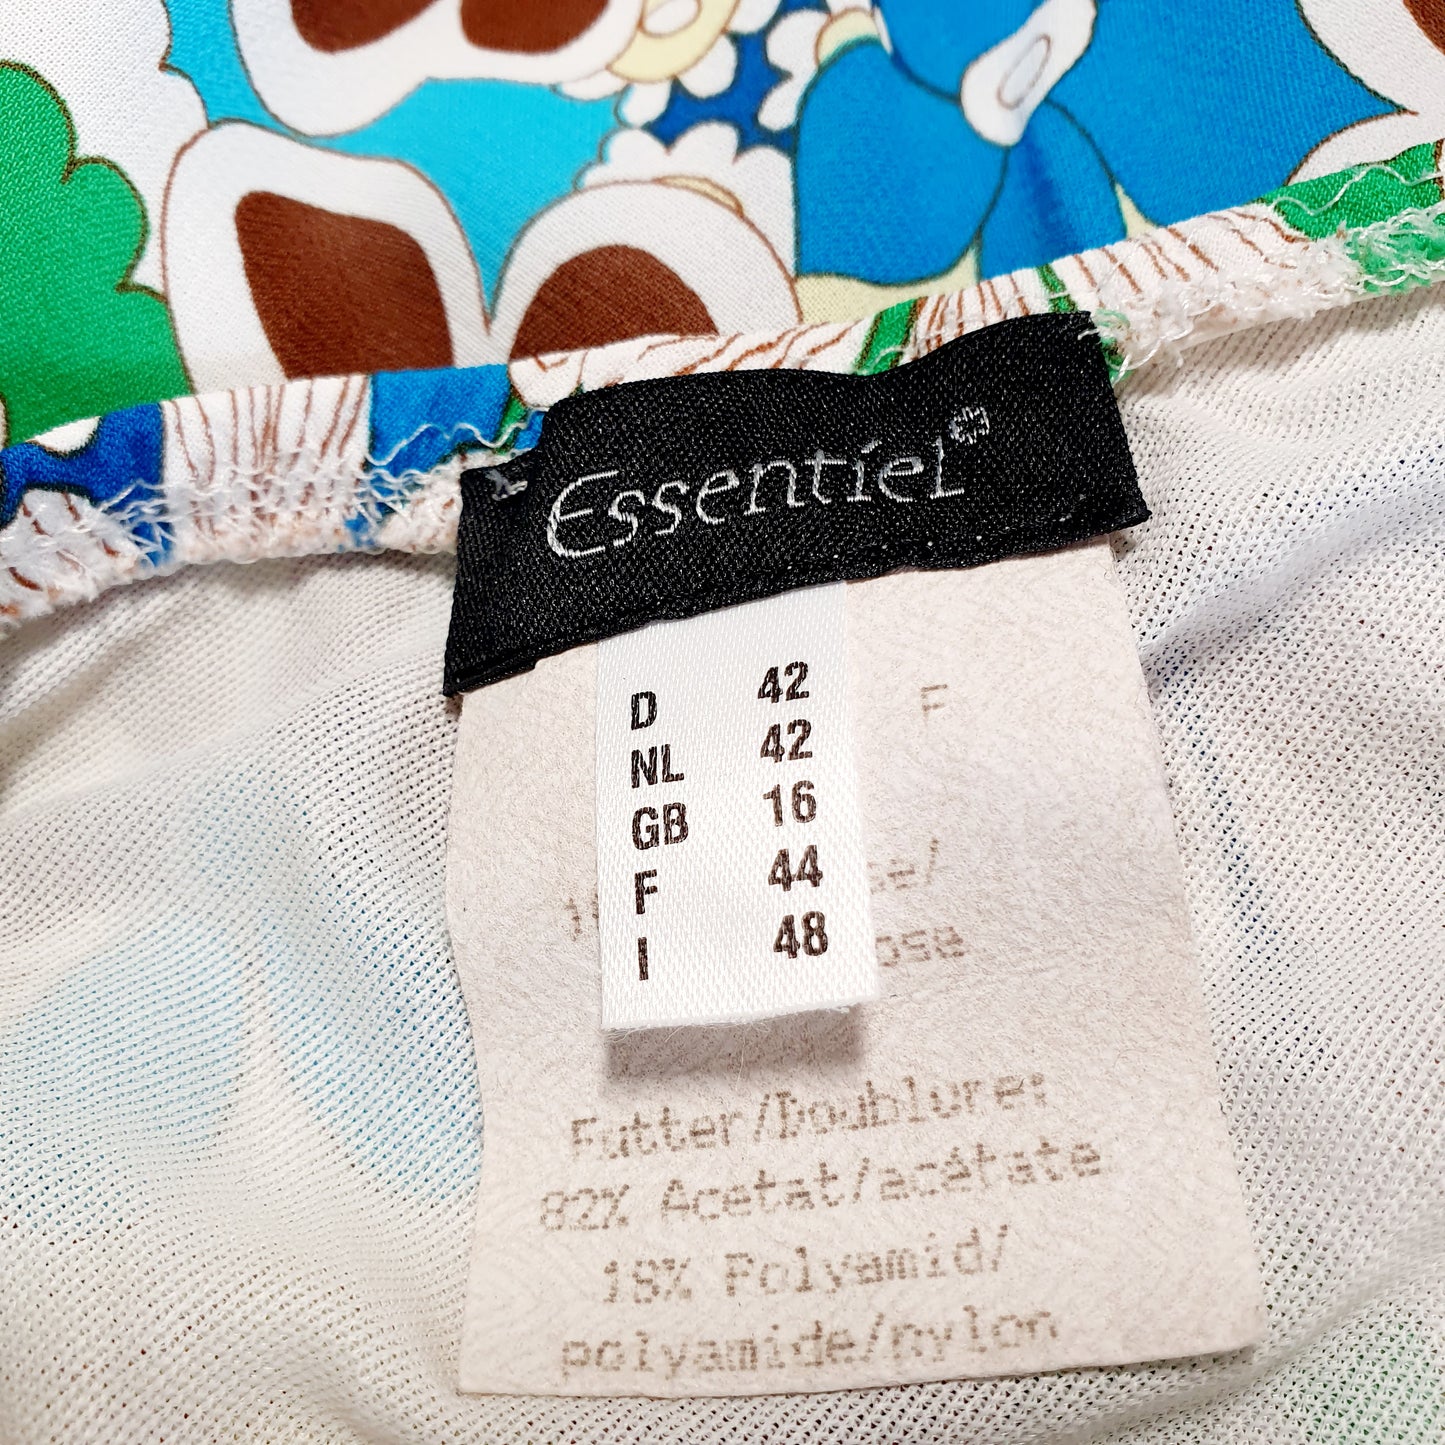 Essentiel®
D 42
NL 42
GB 16
F 44
I 48
F
Futter/Doublure:
82% Acetat/acétate
18% Polyamid/
polyamide/nylon